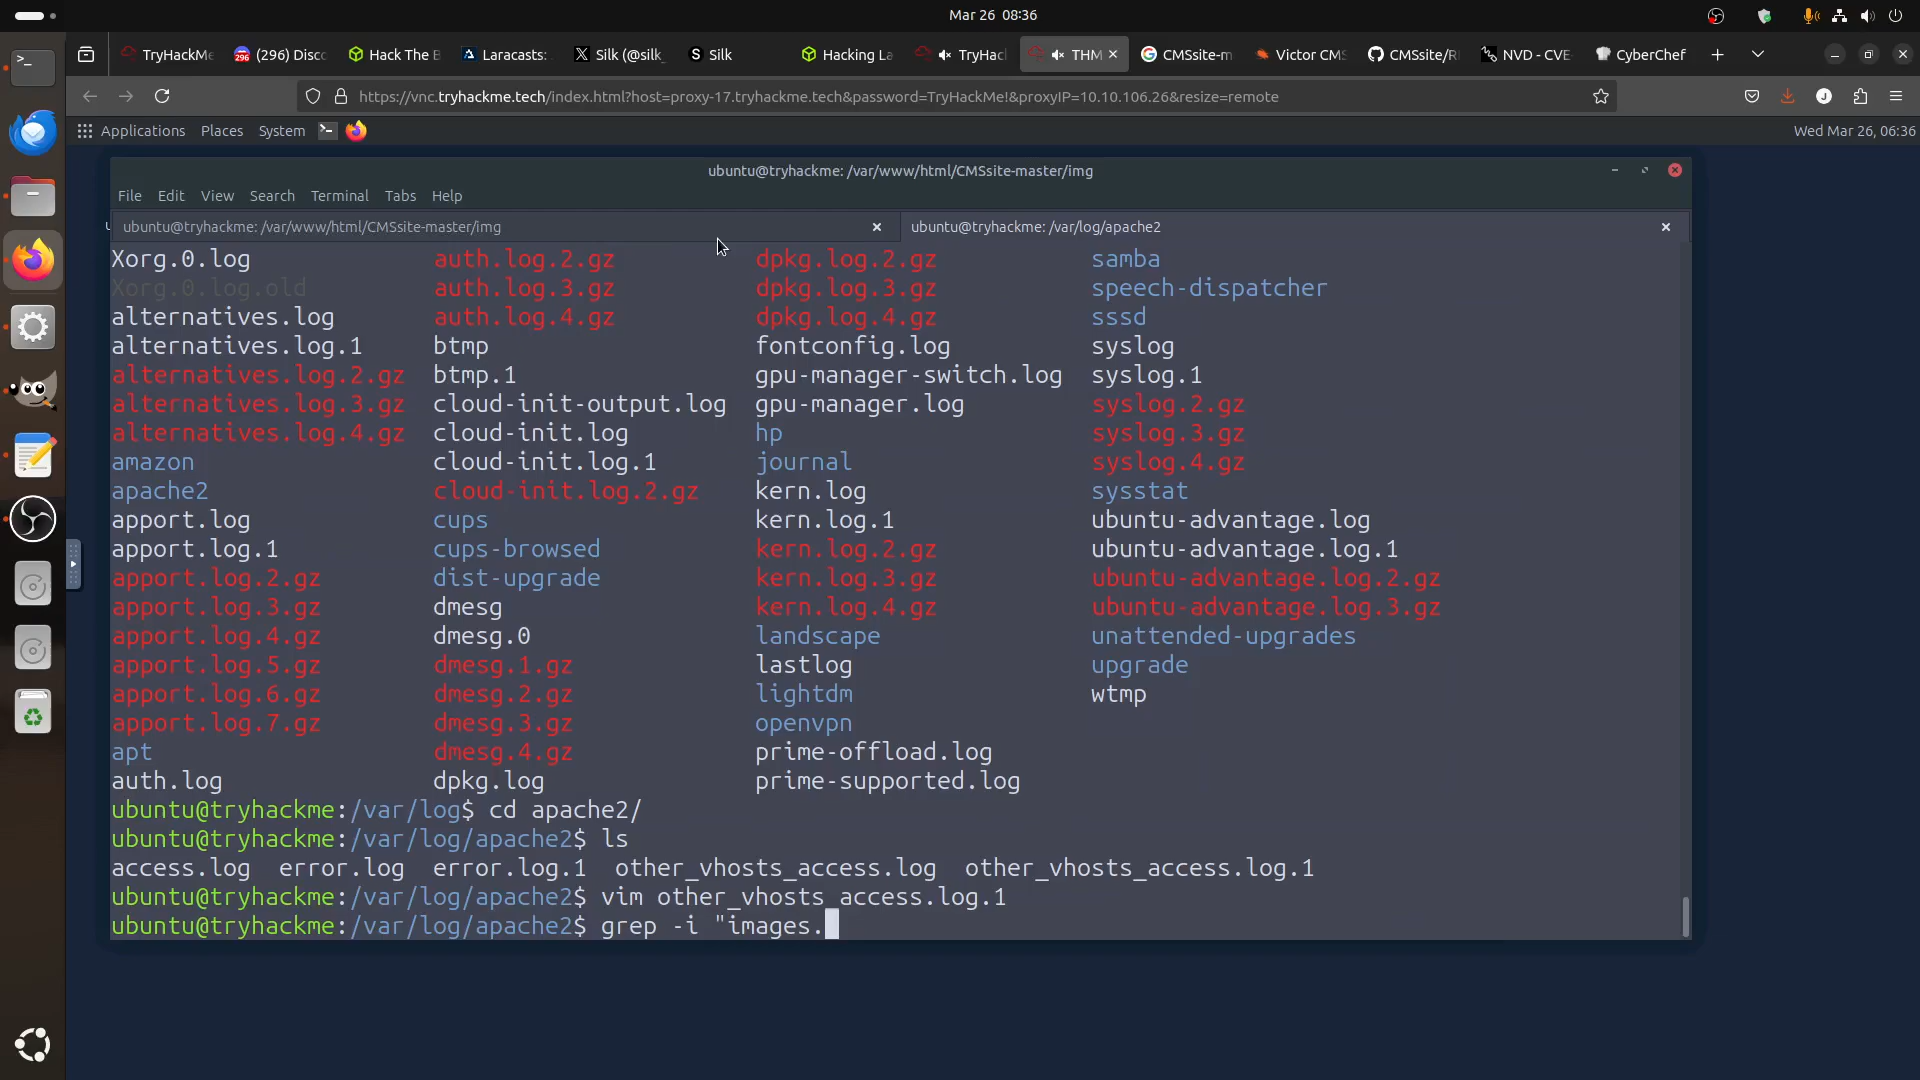 Mar 26 08:36
TryHackMe
(296) Disco
Hack The B
Laracasts:
Silk (@silk_
Silk
Hacking La
TryHac
THM
CMSsite-m
Victor CMS
CMSsite/R
NVD - CVE
CyberChef
https://vnc.tryhackme.tech/index.html?host=proxy-17.tryhackme.tech&password=TryHackMe!&proxyIP=10.10.106.26&resize=remote
Applications Places System
Wed Mar 26, 06:36
ubuntu@tryhackme: /var/www/html/CMSsite-master/img
File Edit View Search Terminal Tabs Help
ubuntu@tryhackme: /var/www/html/CMSsite-master/img
ubuntu@tryhackme: /var/log/apache2
Xorg.0.log auth.log.2.gz dpkg.log.2.gz samba
Xorg.0.log.old auth.log.3.gz dpkg.log.3.gz speech-dispatcher
alternatives.log auth.log.4.gz dpkg.log.4.gz sssd
alternatives.log.1 btmp fontconfig.log syslog
alternatives.log.2.gz btmp.1 gpu-manager-switch.log syslog.1
alternatives.log.3.gz cloud-init-output.log gpu-manager.log syslog.2.gz
alternatives.log.4.gz cloud-init.log hp syslog.3.gz
amazon cloud-init.log.1 journal syslog.4.gz
apache2 cloud-init.log.2.gz kern.log sysstat
apport.log cups kern.log.1 ubuntu-advantage.log
apport.log.1 cups-browsed kern.log.2.gz ubuntu-advantage.log.1
apport.log.2.gz dist-upgrade kern.log.3.gz ubuntu-advantage.log.2.gz
apport.log.3.gz dmesg kern.log.4.gz ubuntu-advantage.log.3.gz
apport.log.4.gz dmesg.0 landscape unattended-upgrades
apport.log.5.gz dmesg.1.gz lastlog upgrade
apport.log.6.gz dmesg.2.gz lightdm wtmp
apport.log.7.gz dmesg.3.gz openvpn
apt dmesg.4.gz prime-offload.log
auth.log dpkg.log prime-supported.log
ubuntu@tryhackme:/var/log$ cd apache2/
ubuntu@tryhackme:/var/log/apache2$ ls
access.log error.log error.log.1 other_vhosts_access.log other_vhosts_access.log.1
ubuntu@tryhackme:/var/log/apache2$ vim other_vhosts_access.log.1
ubuntu@tryhackme:/var/log/apache2$ grep -i "images.